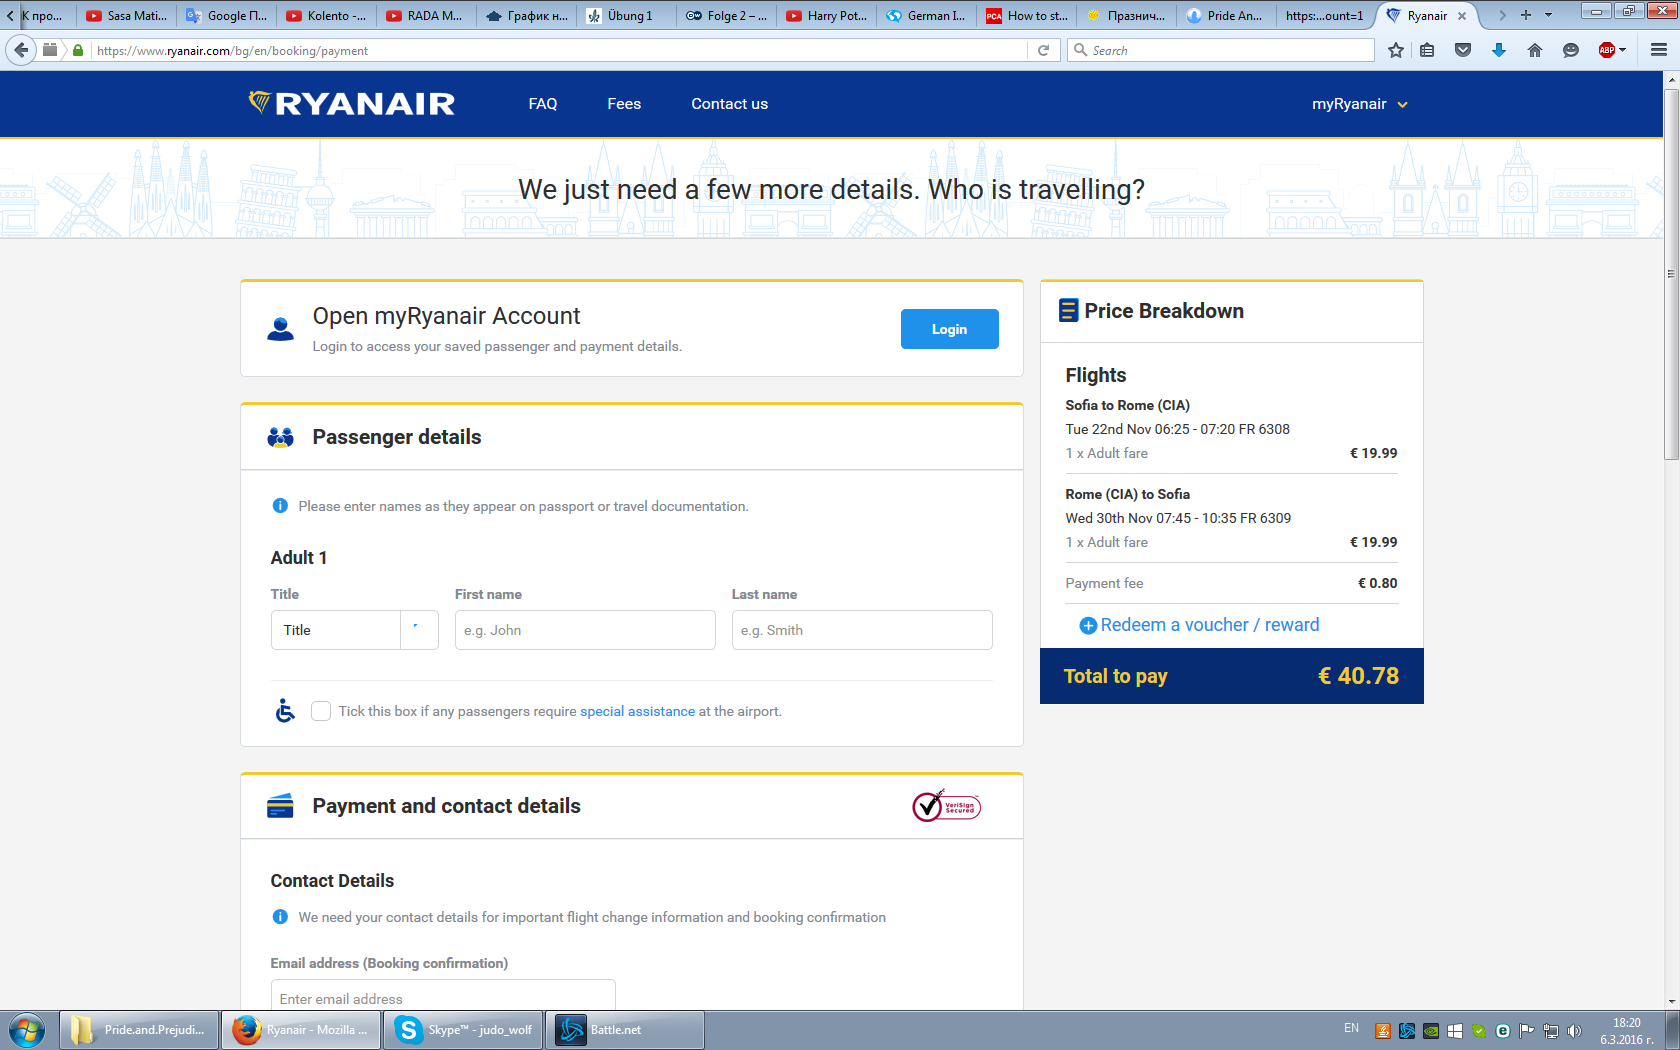 К про...
Sasa Mati...
Google П...
Kolento -...
RADA M...
График н...
Übung 1
Folge 2 – ...
Harry Pot...
German I...
How to st...
Празнич...
Pride An...
https:...ount=1
Ryanair
https://www.ryanair.com/bg/en/booking/payment
Search
ABP
RYANAIR
FAQ
Fees
Contact us
myRyanair
We just need a few more details. Who is travelling?
Open myRyanair Account
Login to access your saved passenger and payment details.
Login
Passenger details
Please enter names as they appear on passport or travel documentation.
Adult 1
Title
First name
Last name
Title
e.g. John
e.g. Smith
Tick this box if any passengers require special assistance at the airport.
Payment and contact details
VeriSign
Secured
Contact Details
We need your contact details for important flight change information and booking confirmation
Email address (Booking confirmation)
Enter email address
Price Breakdown
Flights
Sofia to Rome (CIA)
Tue 22nd Nov 06:25 - 07:20 FR 6308
1 x Adult fare € 19.99
Rome (CIA) to Sofia
Wed 30th Nov 07:45 - 10:35 FR 6309
1 x Adult fare € 19.99
Payment fee € 0.80
Redeem a voucher / reward
Total to pay € 40.78
Pride.and.Prejudi...
Ryanair - Mozilla ...
Skype™ - judo_wolf
Battle.net
EN
18:20
6.3.2016 г.